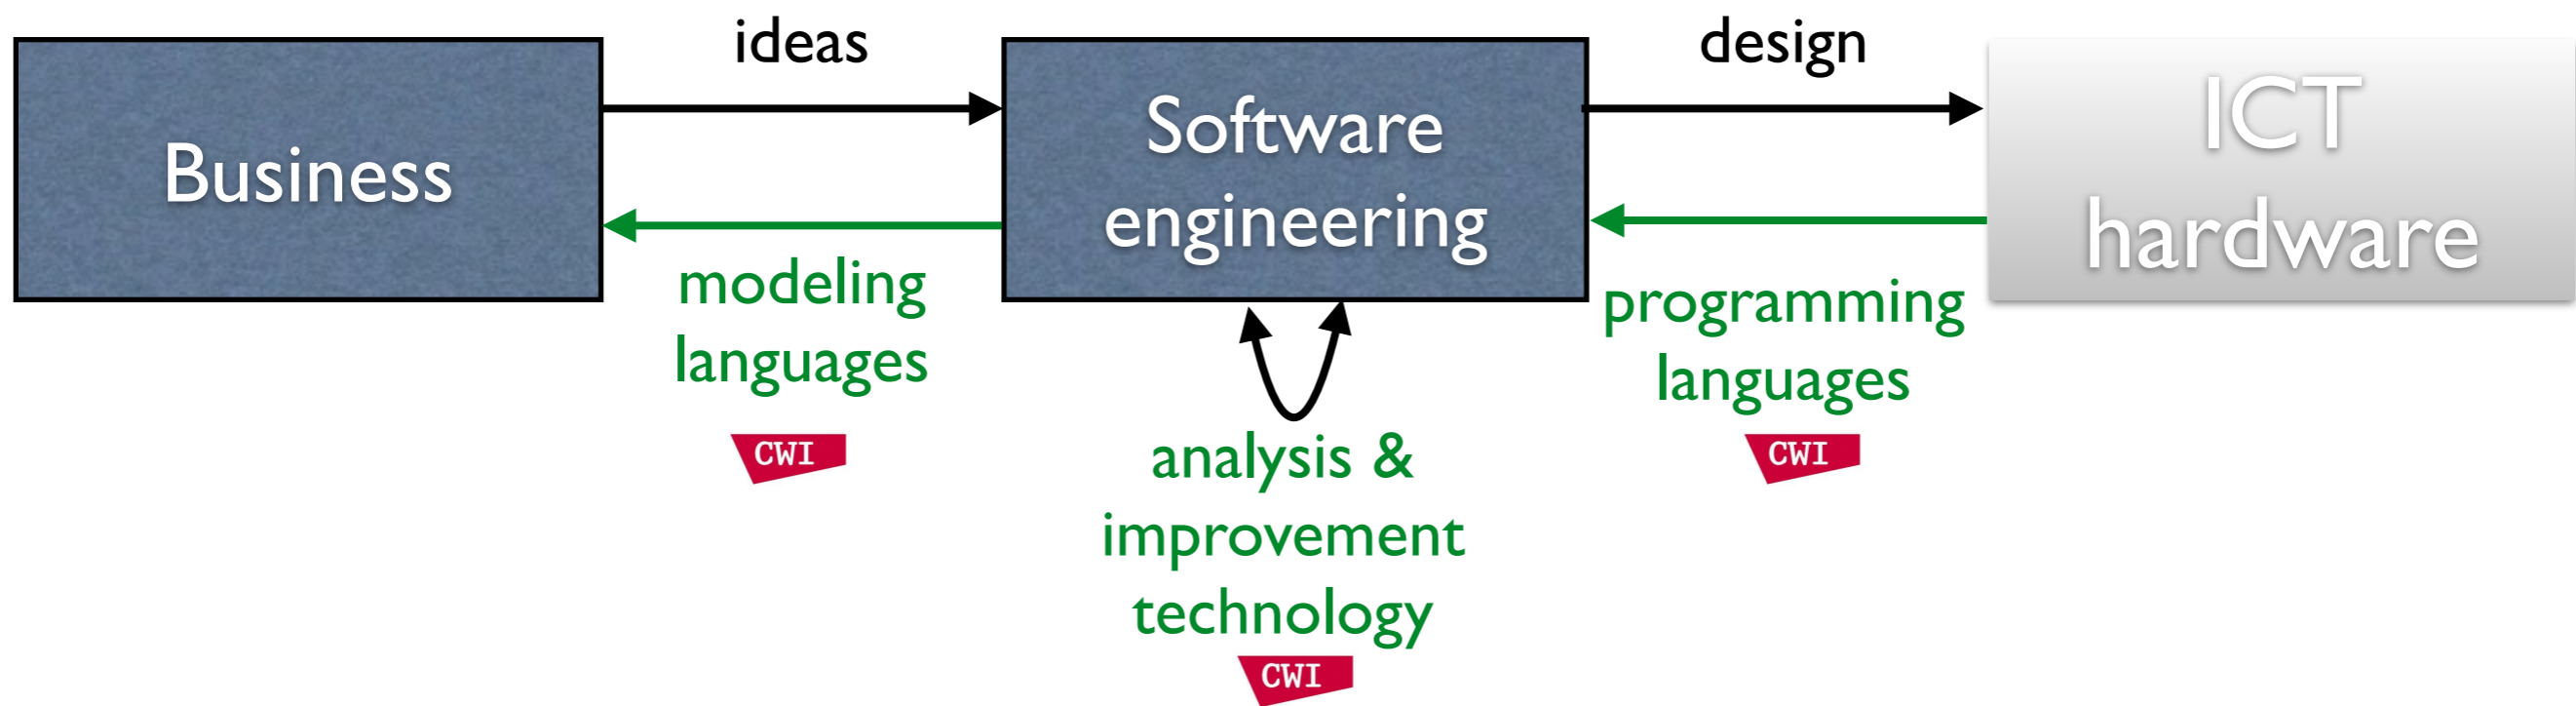 ideas
design
Business
Software
engineering
ICT
hardware
modeling
languages
programming
languages
CWI
CWI
analysis &
improvement
technology
CWI